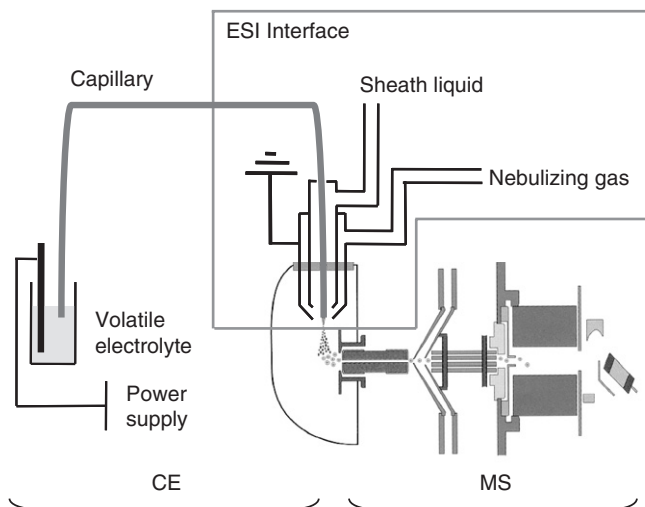 ESI Interface
Capillary
Sheath liquid
Nebulizing gas
Volatile
electrolyte
Power
supply
CE
MS